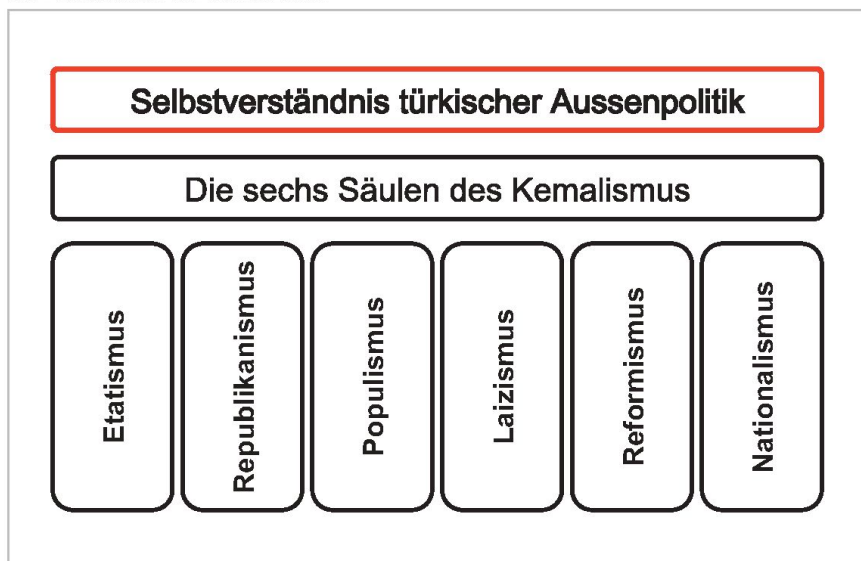 Selbstverständnis türkischer Aussenpolitik
Die sechs Säulen des Kemalismus
Etatismus
Republikanismus
Populismus
Laizismus
Reformismus
Nationalismus